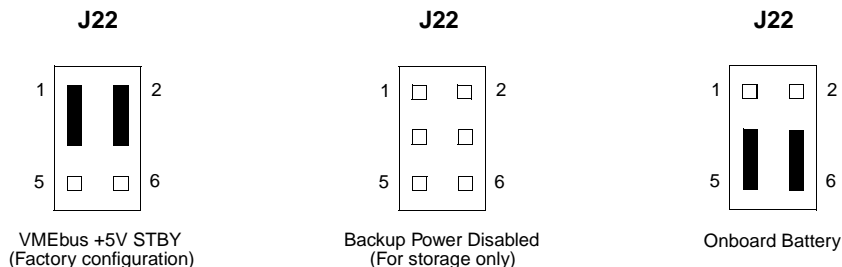 J22
J22
J22
1
2
5
6
1
2
5
6
1
2
5
6
VMEbus +5V STBY
(Factory configuration)
Backup Power Disabled
(For storage only)
Onboard Battery